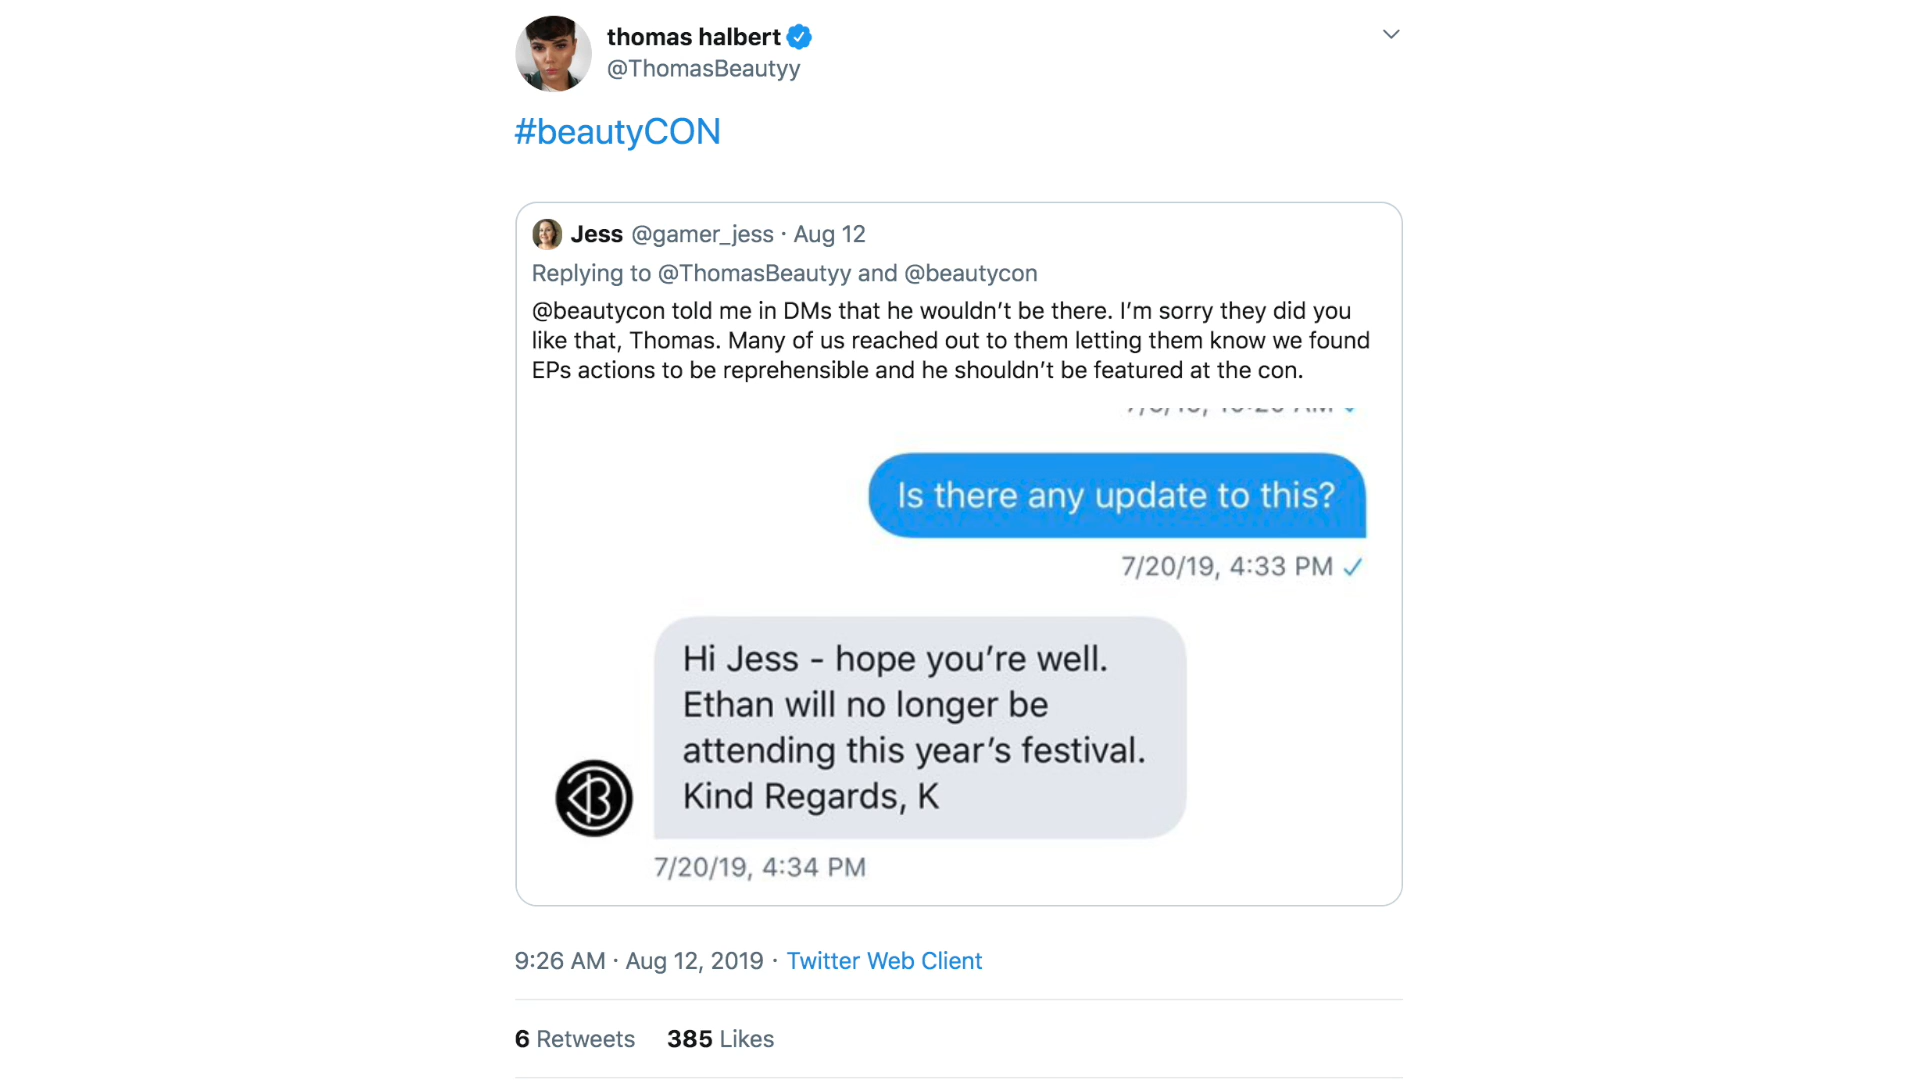 thomas halbert
@ThomasBeautyy
#beautyCON
Jess @gamer_jess · Aug 12
Replying to @ThomasBeautyy and @beautycon
@beautycon told me in DMs that he wouldn’t be there. I’m sorry they did you
like that, Thomas. Many of us reached out to them letting them know we found
EPs actions to be reprehensible and he shouldn’t be featured at the con.
Is there any update to this?
7/20/19, 4:33 PM ✓
Hi Jess - hope you’re well.
Ethan will no longer be
attending this year’s festival.
Kind Regards, K
7/20/19, 4:34 PM
9:26 AM · Aug 12, 2019 · Twitter Web Client
6 Retweets 385 Likes